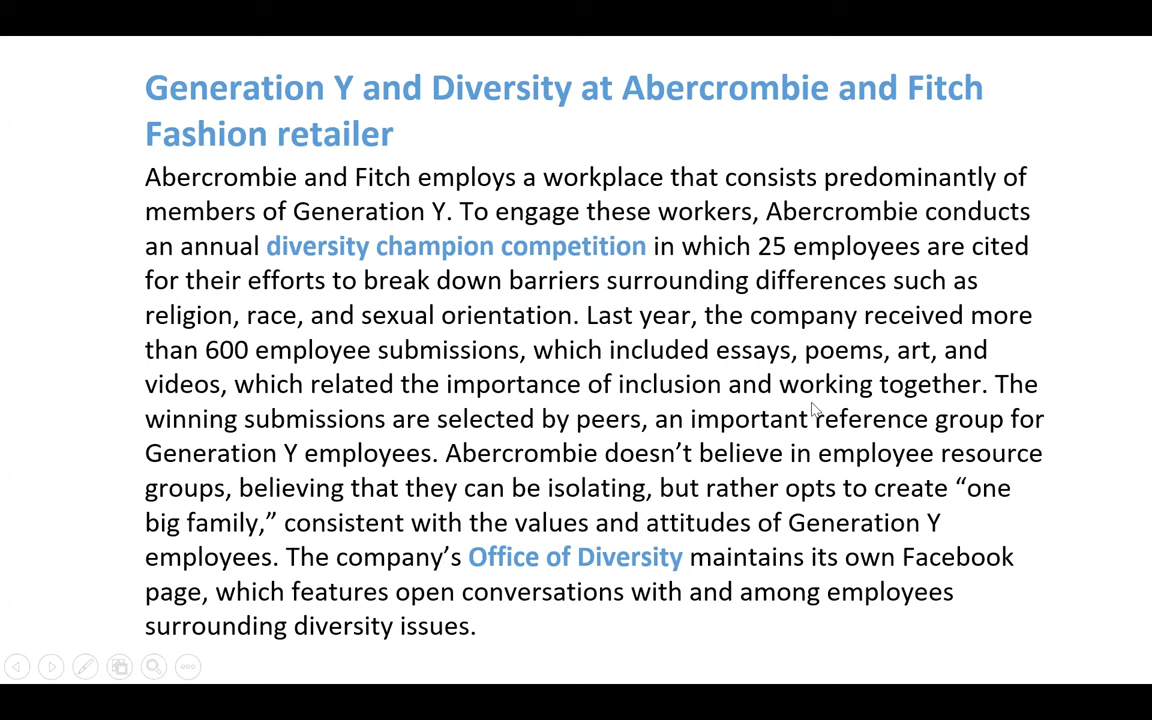 Generation Y and Diversity at Abercrombie and Fitch
Fashion retailer
Abercrombie and Fitch employs a workplace that consists predominantly of
members of Generation Y. To engage these workers, Abercrombie conducts
an annual diversity champion competition in which 25 employees are cited
for their efforts to break down barriers surrounding differences such as
religion, race, and sexual orientation. Last year, the company received more
than 600 employee submissions, which included essays, poems, art, and
videos, which related the importance of inclusion and working together. The
winning submissions are selected by peers, an important reference group for
Generation Y employees. Abercrombie doesn’t believe in employee resource
groups, believing that they can be isolating, but rather opts to create “one
big family,” consistent with the values and attitudes of Generation Y
employees. The company’s Office of Diversity maintains its own Facebook
page, which features open conversations with and among employees
surrounding diversity issues.